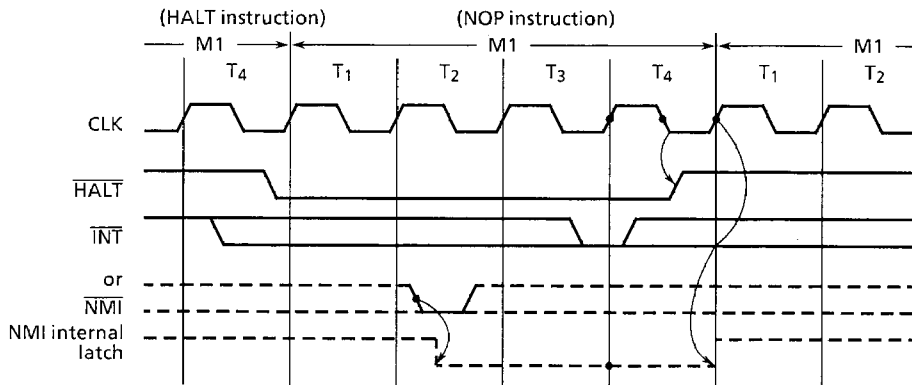 (HALT instruction) (NOP instruction)
M1 M1 M1
T4 T1 T2 T3 T4 T1 T2
CLK
HALT
INT
or
NMI
NMI internal
latch